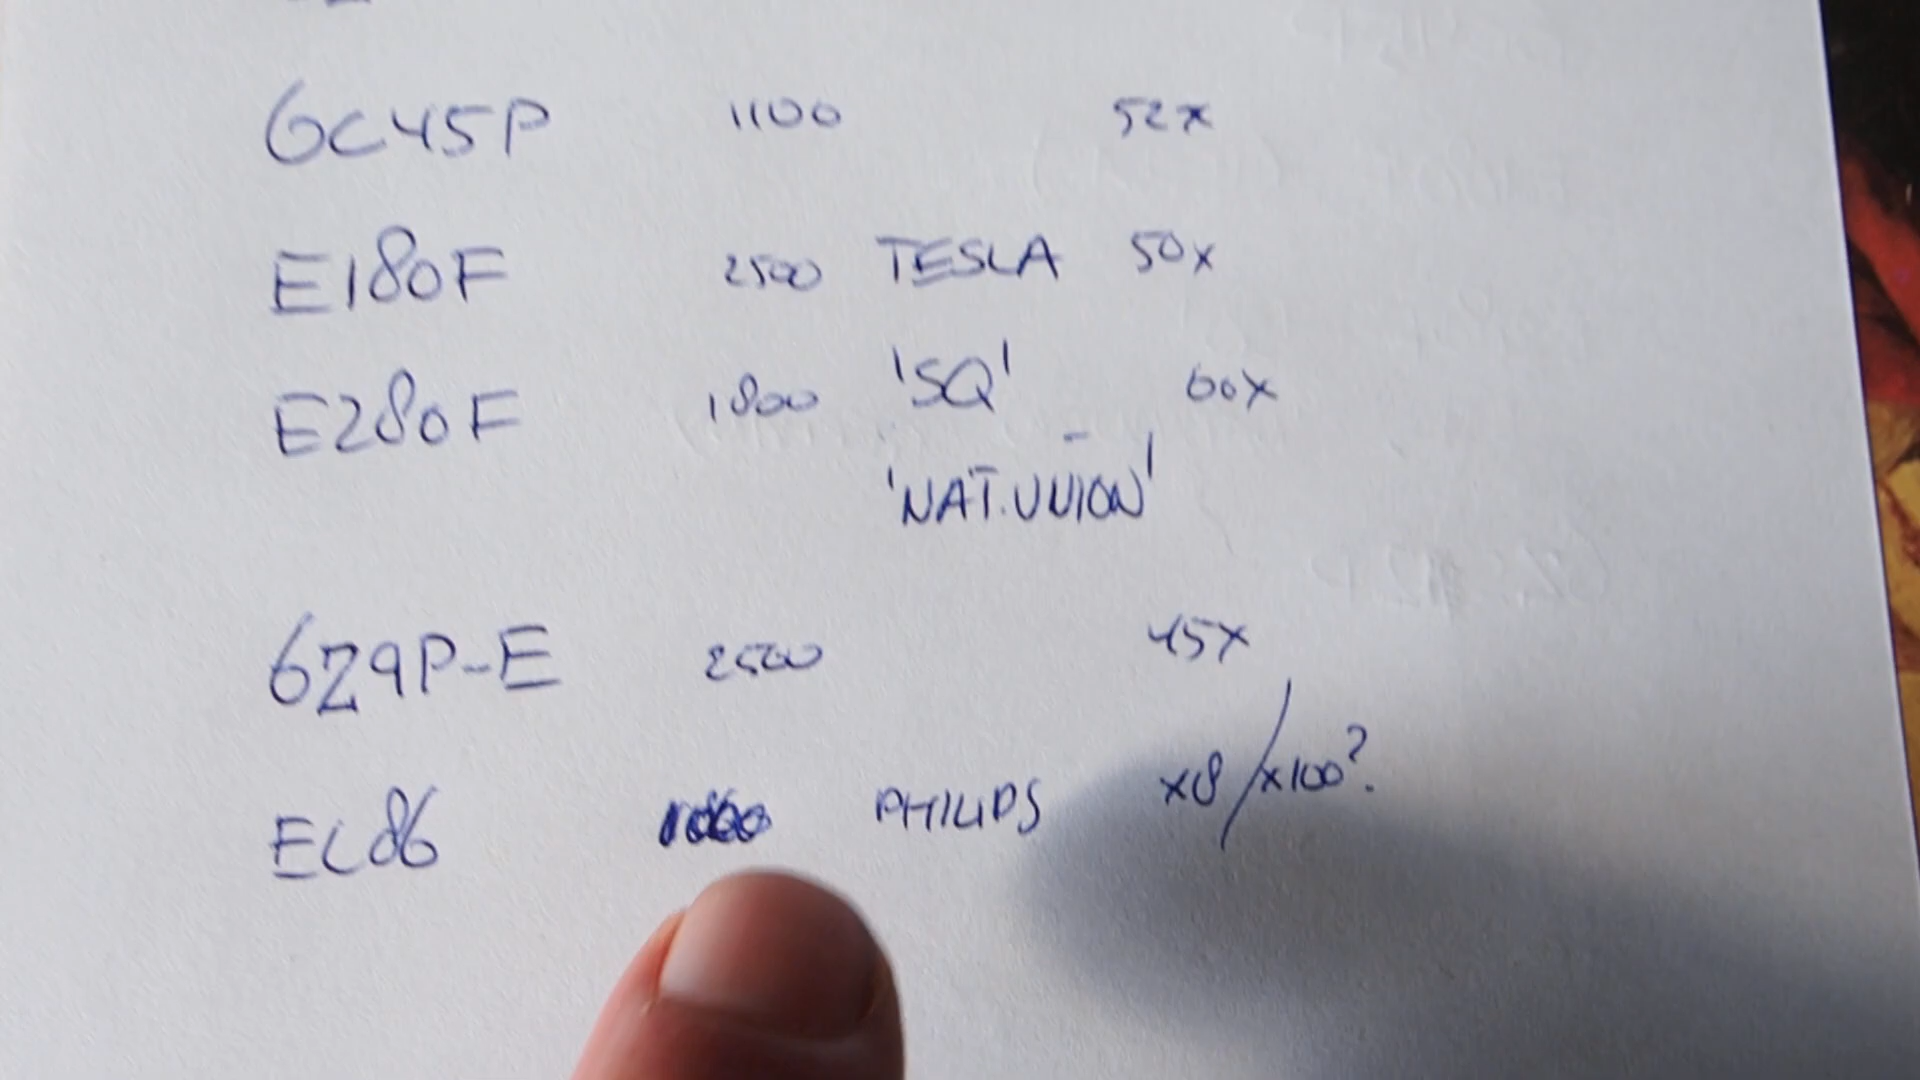 6C45P 1100 52x
E180F 2500 TESLA 50x
E280F 1800 'SQ' 60x
'NAT.UNION'
6Z9P-E 2500 45x
EC86 PHILIPS x8/x100?